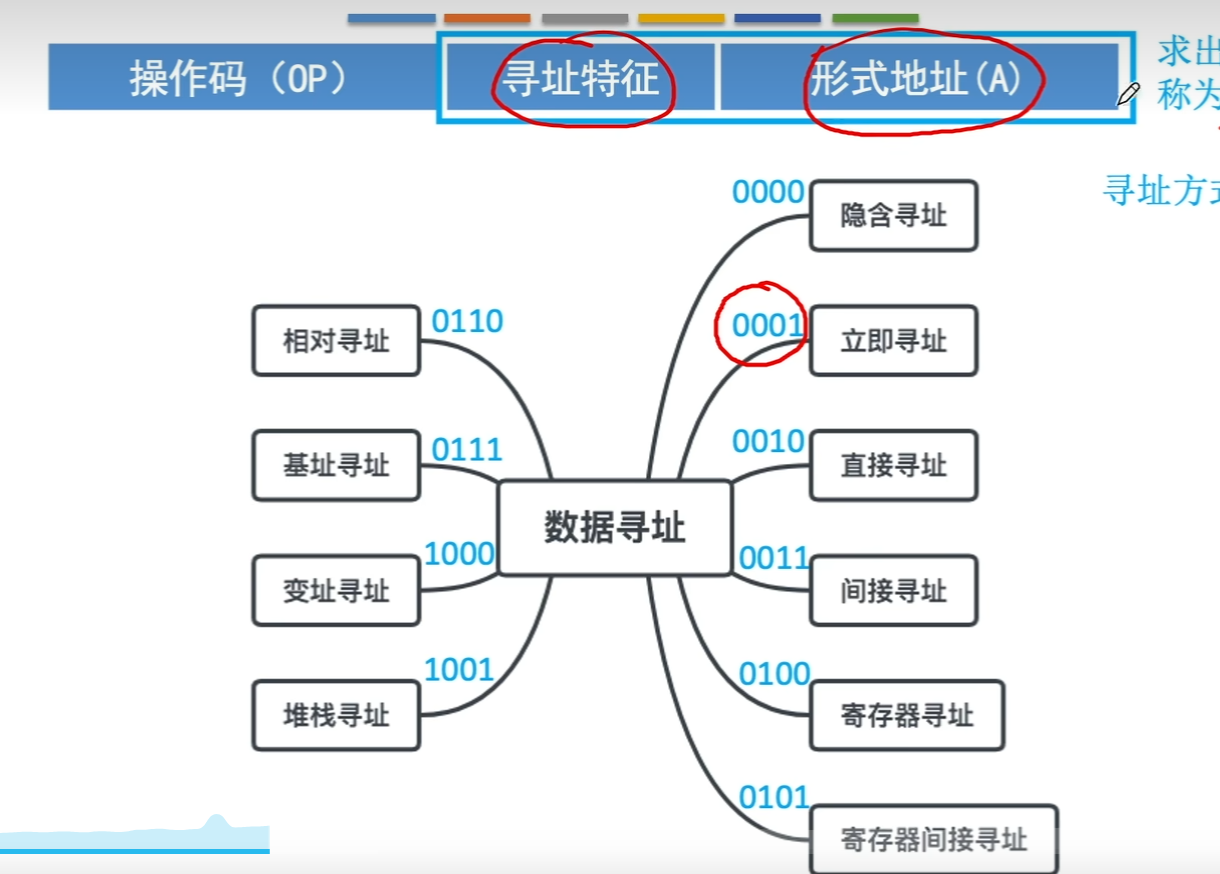 操作码（OP） 寻址特征 形式地址(A)
求出
称为
寻址方式
0000 隐含寻址
0001 立即寻址
0010 直接寻址
0011 间接寻址
0100 寄存器寻址
0101 寄存器间接寻址
数据寻址
相对寻址 0110
基址寻址 0111
变址寻址 1000
堆栈寻址 1001